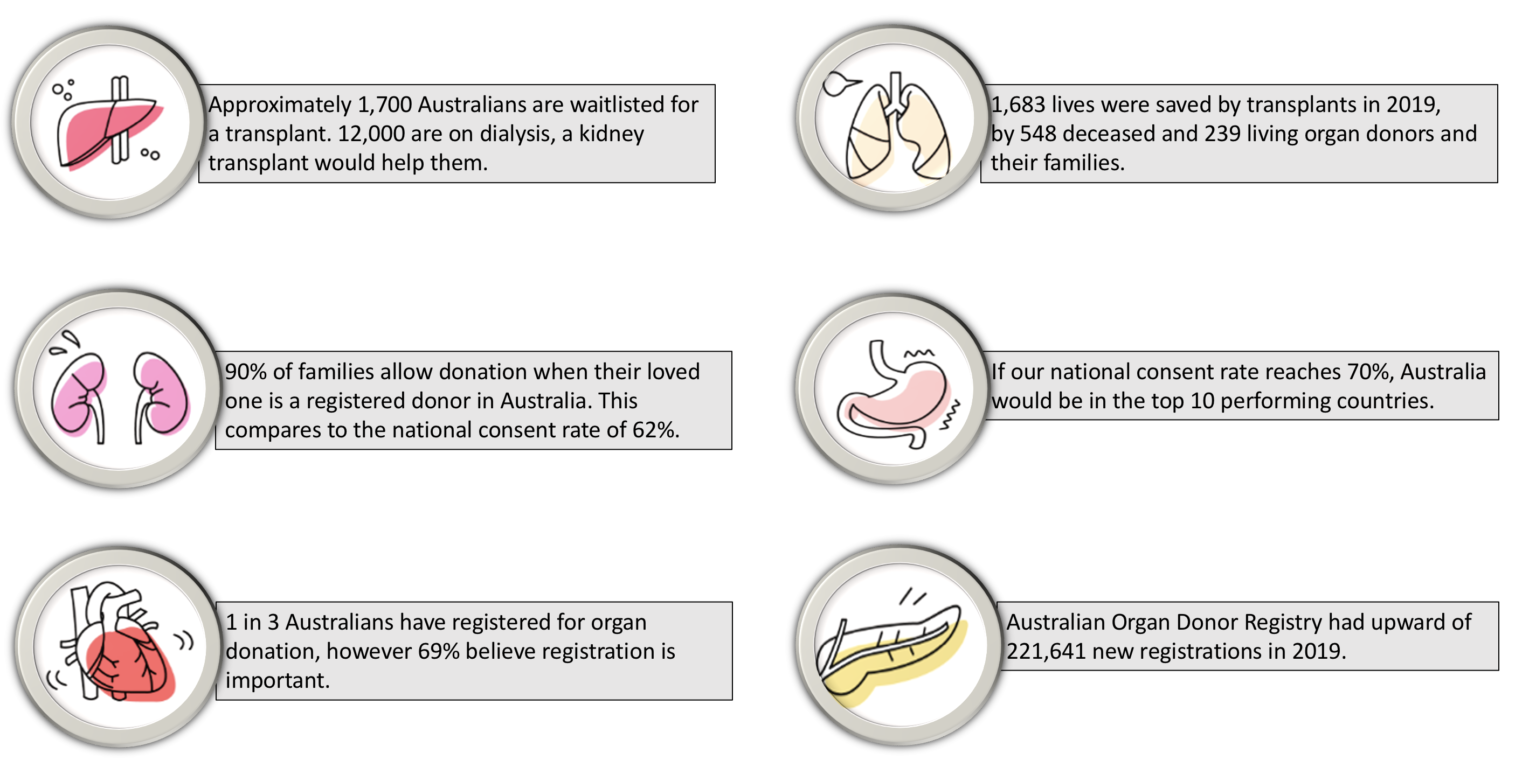 Approximately 1,700 Australians are waitlisted for
a transplant. 12,000 are on dialysis, a kidney
transplant would help them.
1,683 lives were saved by transplants in 2019,
by 548 deceased and 239 living organ donors and
their families.
90% of families allow donation when their loved
one is a registered donor in Australia. This
compares to the national consent rate of 62%.
If our national consent rate reaches 70%, Australia
would be in the top 10 performing countries.
1 in 3 Australians have registered for organ
donation, however 69% believe registration is
important.
Australian Organ Donor Registry had upward of
221,641 new registrations in 2019.